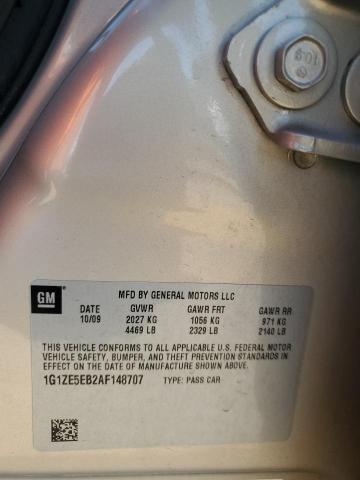 10.9
GM
MFD BY GENERAL MOTORS LLC
DATE GVWR GAWR FRT GAWR RR
10/09 2027 KG 1056 KG 971 KG
4469 LB 2329 LB 2140 LB
THIS VEHICLE CONFORMS TO ALL APPLICABLE U.S. FEDERAL MOTOR
VEHICLE SAFETY, BUMPER, AND THEFT PREVENTION STANDARDS IN
EFFECT ON THE DATE OF MANUFACTURE SHOWN ABOVE.
1G1ZE5EB2AF148707 TYPE: PASS CAR